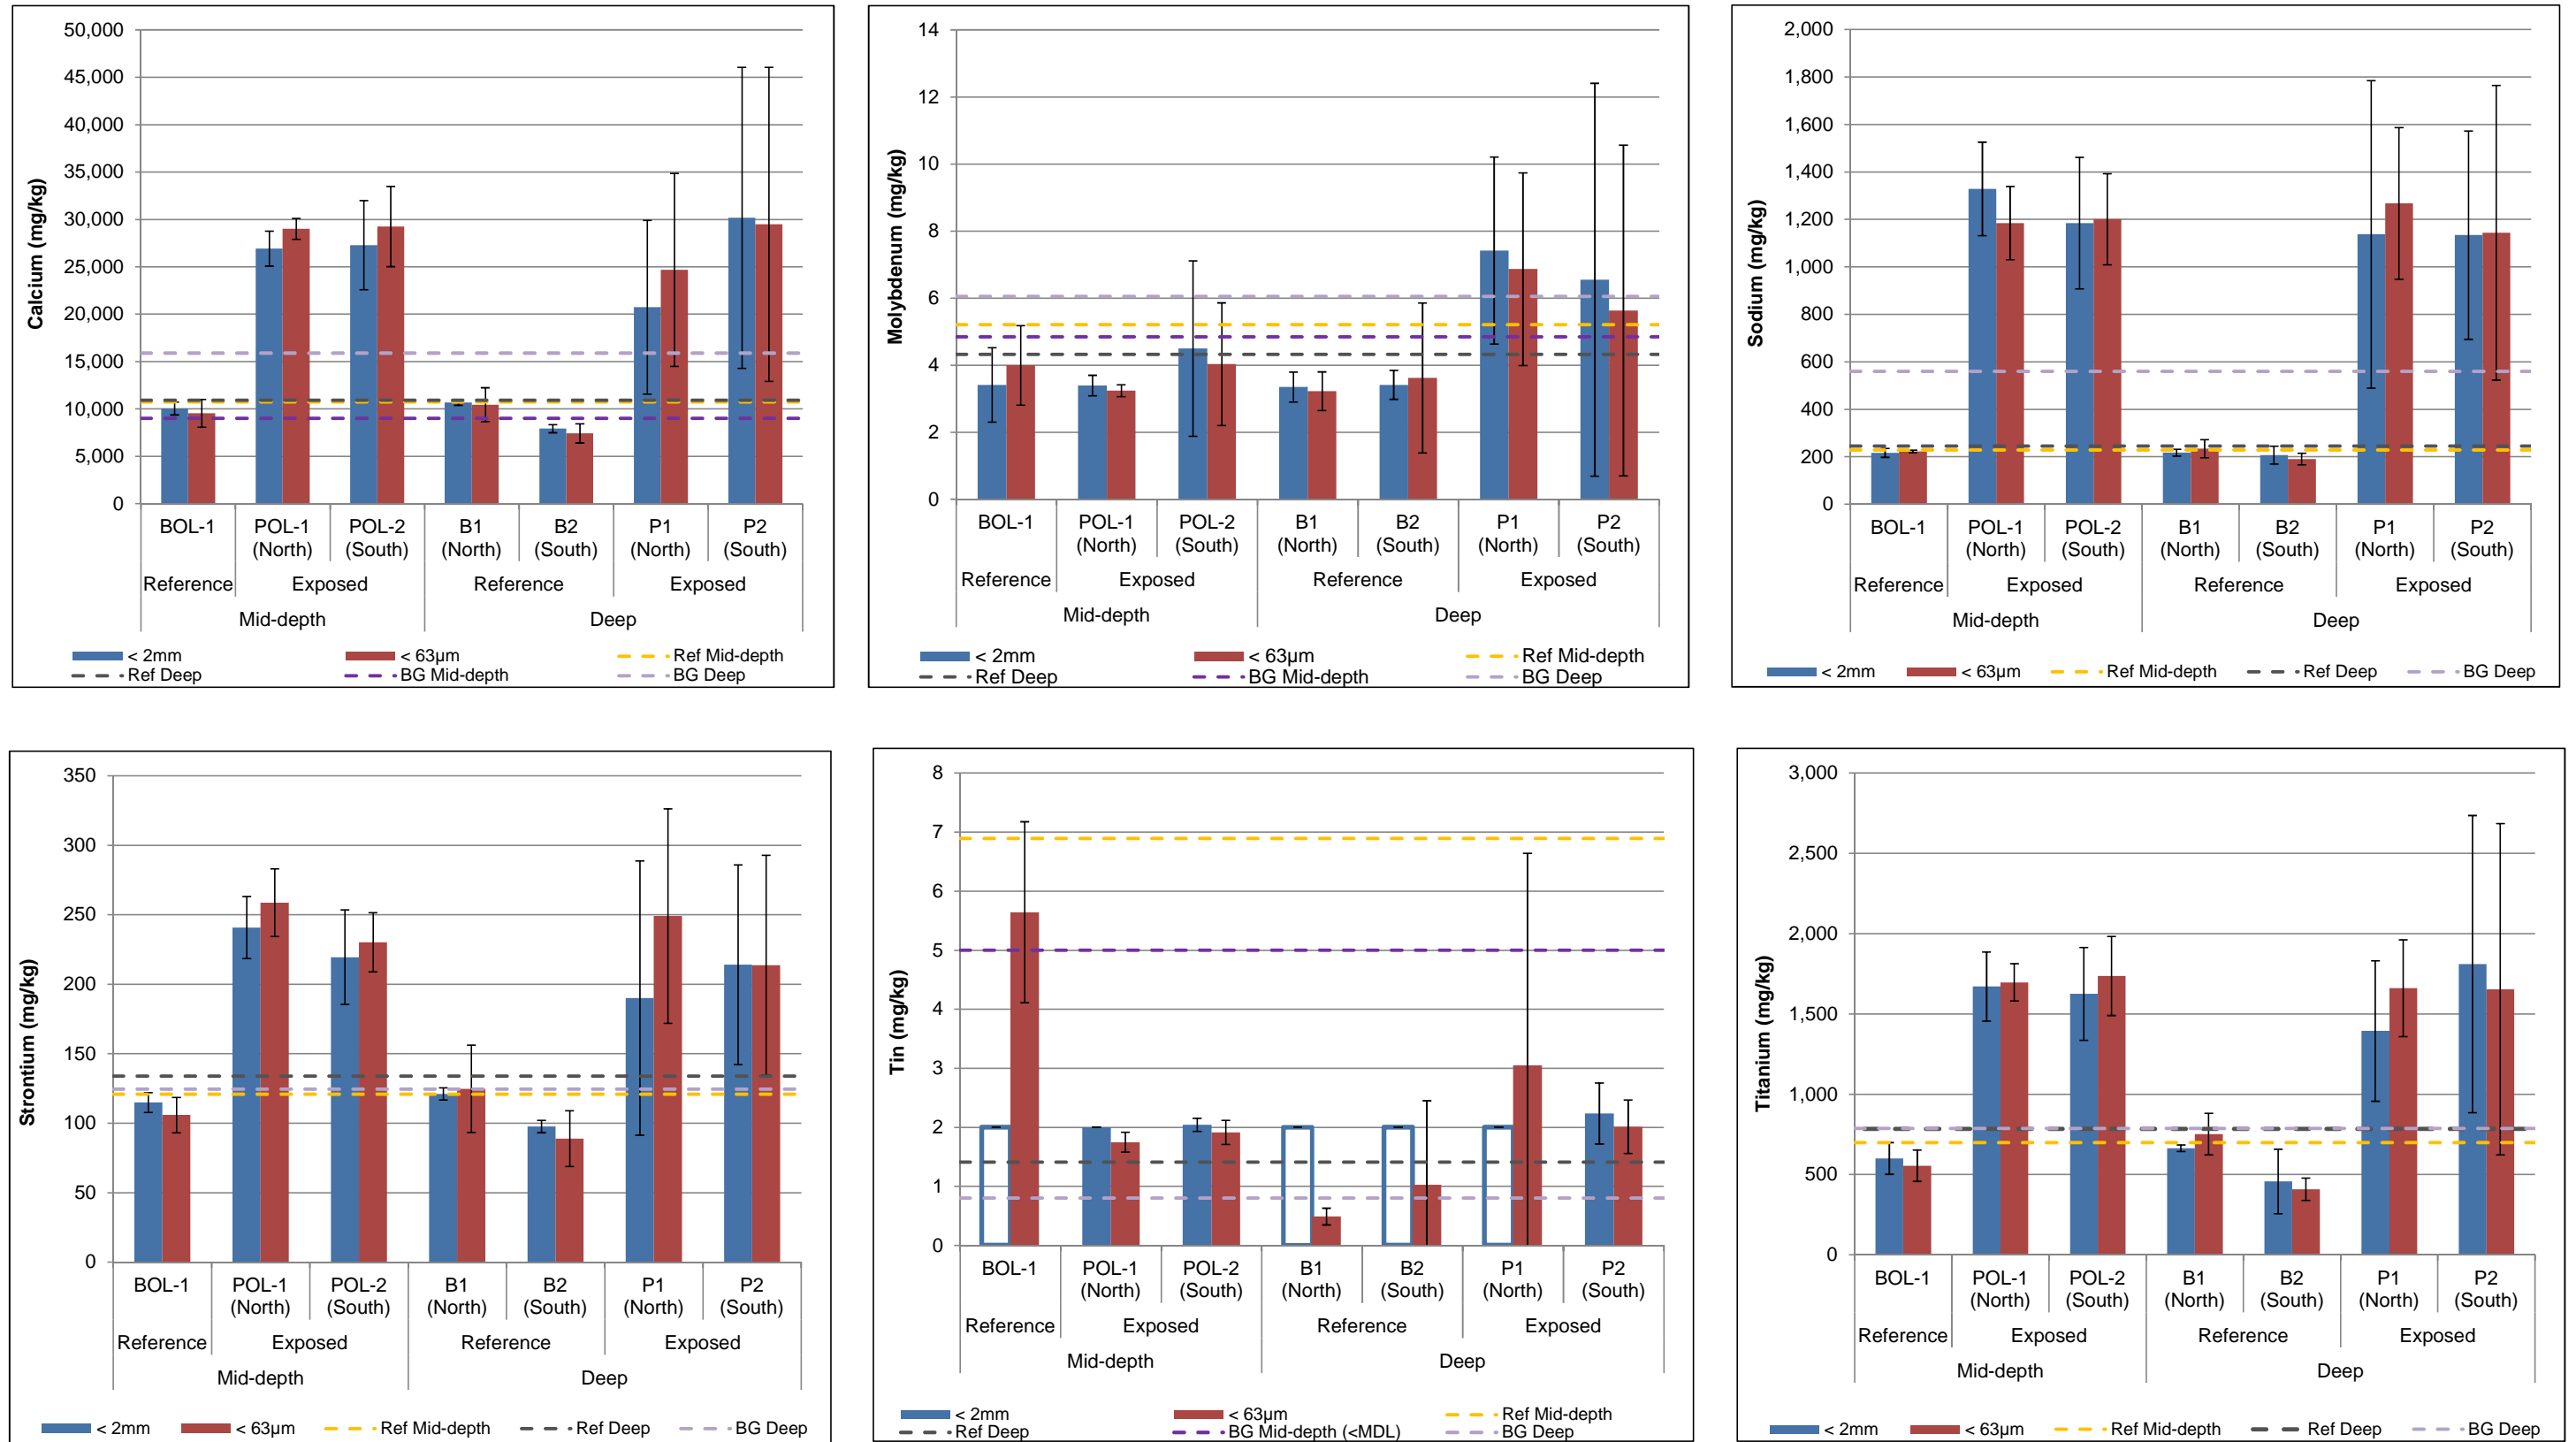 50,000
45,000
40,000
35,000
30,000
25,000
20,000
15,000
10,000
5,000
0
Calcium (mg/kg)
BOL-1 POL-1 POL-2 B1 B2 P1 P2
(North) (South) (North) (South) (North) (South)
Reference Exposed Reference Exposed
Mid-depth Deep
< 2mm < 63µm Ref Mid-depth
Ref Deep BG Mid-depth BG Deep
14
12
10
8
6
4
2
0
Molybdenum (mg/kg)
BOL-1 POL-1 POL-2 B1 B2 P1 P2
(North) (South) (North) (South) (North) (South)
Reference Exposed Reference Exposed
Mid-depth Deep
< 2mm < 63µm Ref Mid-depth
Ref Deep BG Mid-depth BG Deep
2,000
1,800
1,600
1,400
1,200
1,000
800
600
400
200
0
Sodium (mg/kg)
BOL-1 POL-1 POL-2 B1 B2 P1 P2
(North) (South) (North) (South) (North) (South)
Reference Exposed Reference Exposed
Mid-depth Deep
< 2mm < 63µm Ref Mid-depth Ref Deep BG Deep
350
300
250
200
150
100
50
0
Strontium (mg/kg)
BOL-1 POL-1 POL-2 B1 B2 P1 P2
(North) (South) (North) (South) (North) (South)
Reference Exposed Reference Exposed
Mid-depth Deep
< 2mm < 63µm Ref Mid-depth Ref Deep BG Deep
8
7
6
5
4
3
2
1
0
Tin (mg/kg)
BOL-1 POL-1 POL-2 B1 B2 P1 P2
(North) (South) (North) (South) (North) (South)
Reference Exposed Reference Exposed
Mid-depth Deep
< 2mm < 63µm Ref Mid-depth
Ref Deep BG Mid-depth (<MDL) BG Deep
3,000
2,500
2,000
1,500
1,000
500
0
Titanium (mg/kg)
BOL-1 POL-1 POL-2 B1 B2 P1 P2
(North) (South) (North) (South) (North) (South)
Reference Exposed Reference Exposed
Mid-depth Deep
< 2mm < 63µm Ref Mid-depth Ref Deep BG Deep